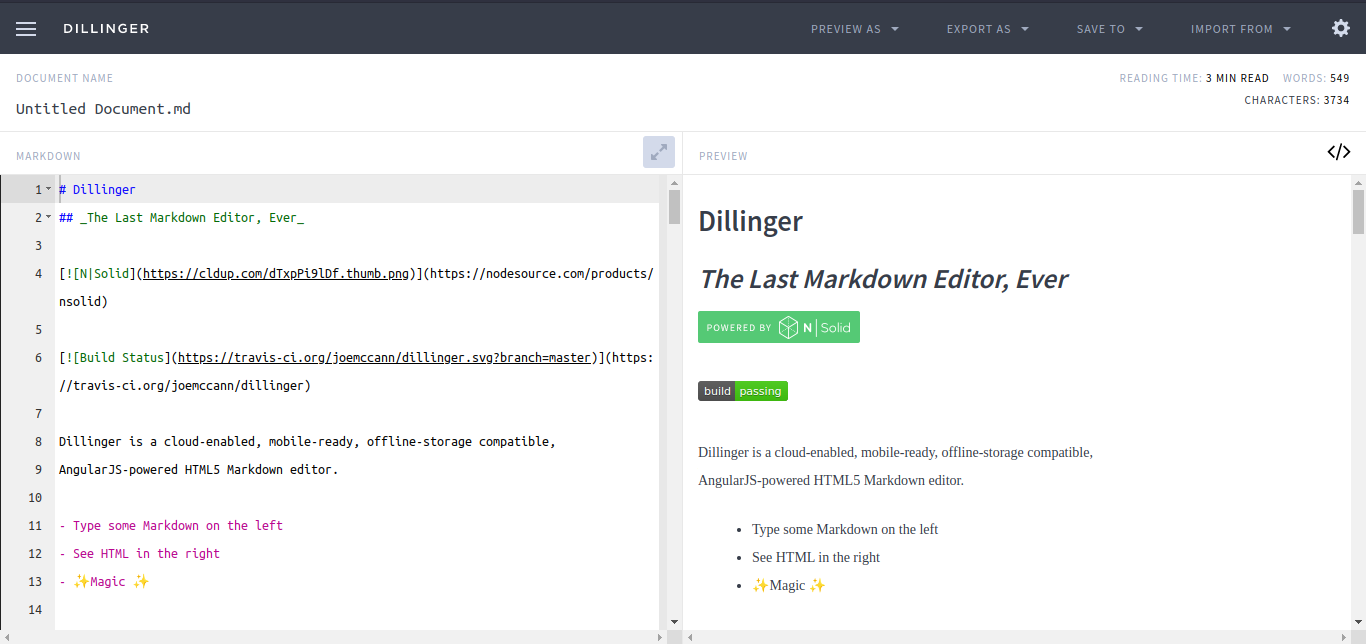 DILLINGER
PREVIEW AS
EXPORT AS
SAVE TO
IMPORT FROM
DOCUMENT NAME
READING TIME: 3 MIN READ WORDS: 549
Untitled Document.md
CHARACTERS: 3734
MARKDOWN
1 # Dillinger
2 ## _The Last Markdown Editor, Ever_
3
4 [![N|Solid](https://cldup.com/dTxpPi9lDf.thumb.png)](https://nodesource.com/products/
nsolid)
5
6 [![Build Status](https://travis-ci.org/joemccann/dillinger.svg?branch=master)](https:
//travis-ci.org/joemccann/dillinger)
7
8 Dillinger is a cloud-enabled, mobile-ready, offline-storage compatible,
9 AngularJS-powered HTML5 Markdown editor.
10
11 - Type some Markdown on the left
12 - See HTML in the right
13 - ✨Magic ✨
14
PREVIEW
</>
Dillinger
The Last Markdown Editor, Ever
POWERED BY N|Solid
build passing
Dillinger is a cloud-enabled, mobile-ready, offline-storage compatible,
AngularJS-powered HTML5 Markdown editor.
• Type some Markdown on the left
• See HTML in the right
• ✨Magic ✨